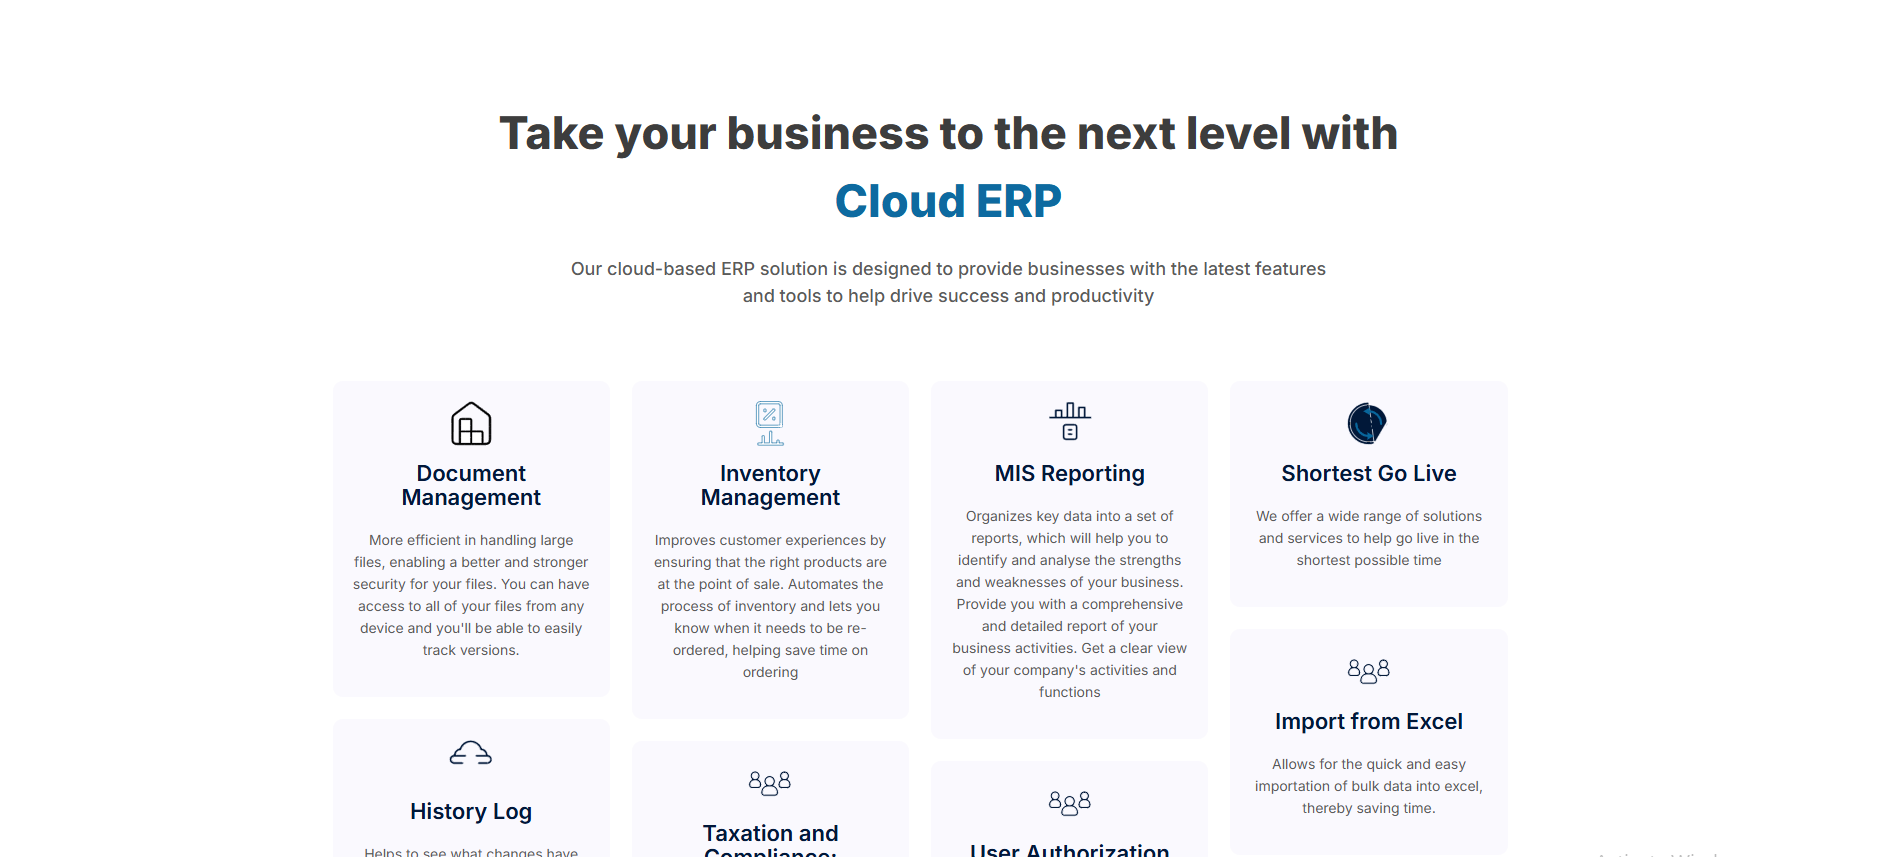 Take your business to the next level with
Cloud ERP
Our cloud-based ERP solution is designed to provide businesses with the latest features
and tools to help drive success and productivity
Document
Management
More efficient in handling large
files, enabling a better and stronger
security for your files. You can have
access to all of your files from any
device and you'll be able to easily
track versions.
Inventory
Management
Improves customer experiences by
ensuring that the right products are
at the point of sale. Automates the
process of inventory and lets you
know when it needs to be re-
ordered, helping save time on
ordering
MIS Reporting
Organizes key data into a set of
reports, which will help you to
identify and analyse the strengths
and weaknesses of your business.
Provide you with a comprehensive
and detailed report of your
business activities. Get a clear view
of your company's activities and
functions
Shortest Go Live
We offer a wide range of solutions
and services to help go live in the
shortest possible time
History Log
Helps to see what changes have
Taxation and
Compliance:
User Authorization
Import from Excel
Allows for the quick and easy
importation of bulk data into excel,
thereby saving time.